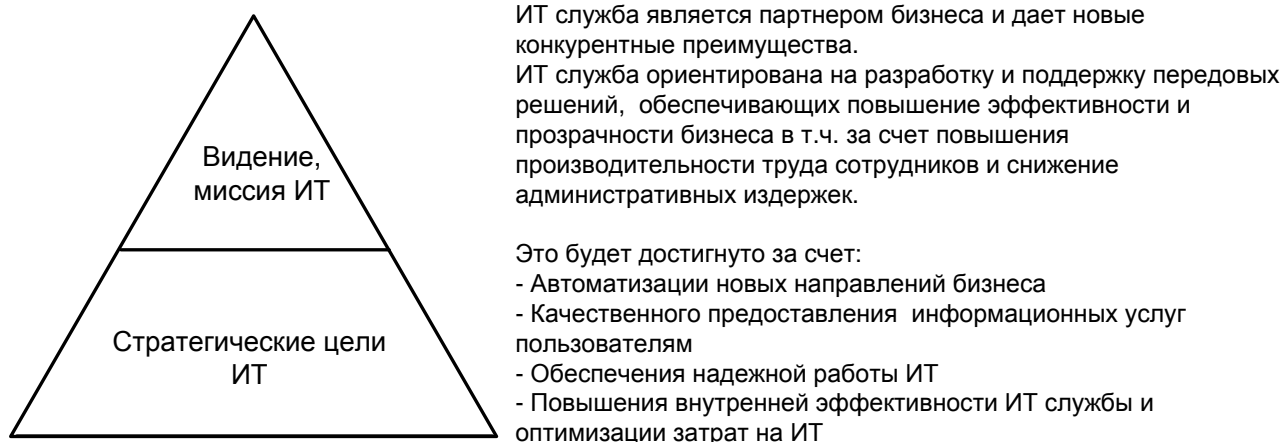 ИТ служба является партнером бизнеса и дает новые
конкурентные преимущества.
ИТ служба ориентирована на разработку и поддержку передовых
решений,  обеспечивающих повышение эффективности и
прозрачности бизнеса в т.ч. за счет повышения
производительности труда сотрудников и снижение
административных издержек.
Видение,
миссия ИТ
Это будет достигнуто за счет:
- Автоматизации новых направлений бизнеса
- Качественного предоставления  информационных услуг
пользователям
- Обеспечения надежной работы ИТ
- Повышения внутренней эффективности ИТ службы и
оптимизации затрат на ИТ
Стратегические цели
ИТ